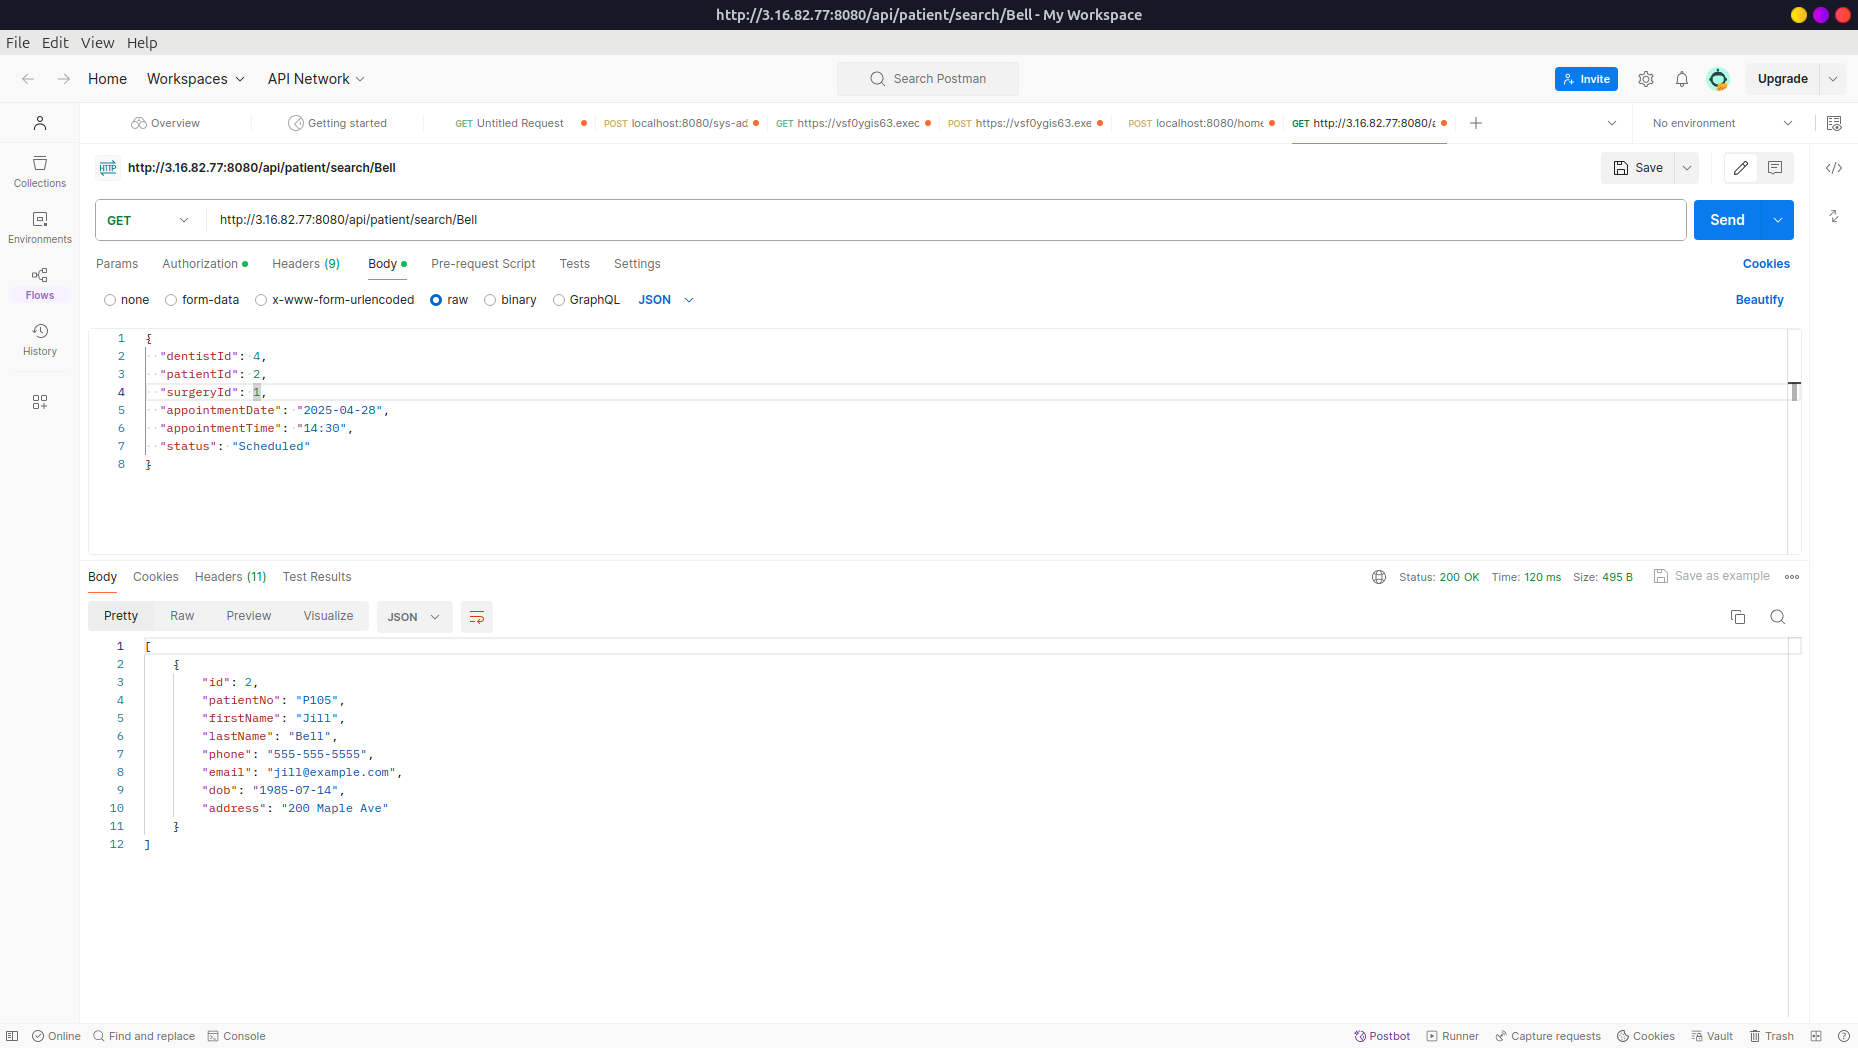 http://3.16.82.77:8080/api/patient/search/Bell - My Workspace
File Edit View Help
Home Workspaces API Network Search Postman Invite Upgrade
Overview Getting started GET Untitled Request POST localhost:8080/sys-ad GET https://vsf0ygis63.exec POST https://vsf0ygis63.exe POST localhost:8080/home GET http://3.16.82.77:8080/a No environment
HTTP http://3.16.82.77:8080/api/patient/search/Bell Save
Collections
Environments
Flows
History
GET http://3.16.82.77:8080/api/patient/search/Bell Send
Params Authorization Headers (9) Body Pre-request Script Tests Settings Cookies
none form-data x-www-form-urlencoded raw binary GraphQL JSON Beautify
1 {
2 "dentistId": 4,
3 "patientId": 2,
4 "surgeryId": 1,
5 "appointmentDate": "2025-04-28",
6 "appointmentTime": "14:30",
7 "status": "Scheduled"
8 }
Body Cookies Headers (11) Test Results Status: 200 OK Time: 120 ms Size: 495 B Save as example
Pretty Raw Preview Visualize JSON
1 [
2 {
3 "id": 2,
4 "patientNo": "P105",
5 "firstName": "Jill",
6 "lastName": "Bell",
7 "phone": "555-555-5555",
8 "email": "jill@example.com",
9 "dob": "1985-07-14",
10 "address": "200 Maple Ave"
11 }
12 ]
Online Find and replace Console Postbot Runner Capture requests Cookies Vault Trash